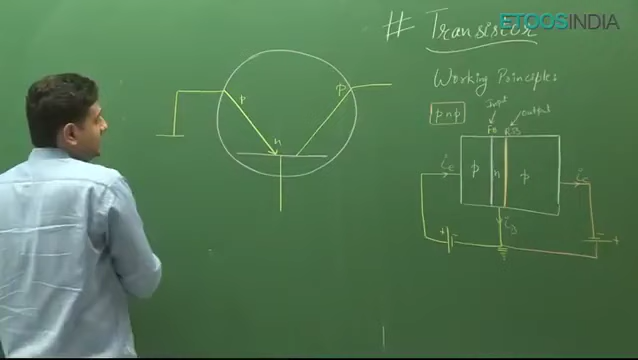 # Transistor
ETOOSINDIA
Working Principles
pnp
Input
output
FB
RB
p
n
p
p
n
p
iE
iC
iB
+
-
-
+